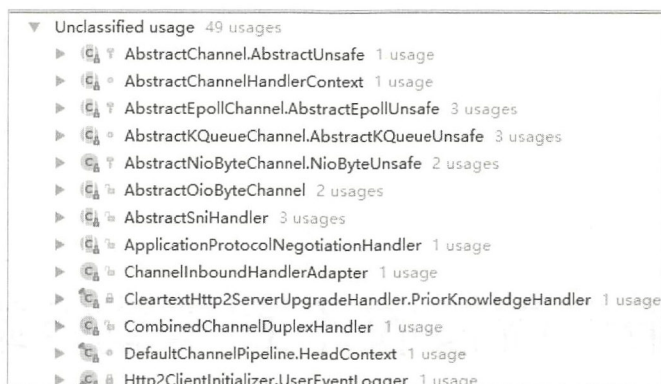 Unclassified usage 49 usages
AbstractChannel.AbstractUnsafe 1 usage
AbstractChannelHandlerContext 1 usage
AbstractEpollChannel.AbstractEpollUnsafe 3 usages
AbstractKQueueChannel.AbstractKQueueUnsafe 3 usages
AbstractNioByteChannel.NioByteUnsafe 2 usages
AbstractOioByteChannel 2 usages
AbstractSniHandler 3 usages
ApplicationProtocolNegotiationHandler 1 usage
ChannelInboundHandlerAdapter 1 usage
CleartextHttp2ServerUpgradeHandler.PriorKnowledgeHandler 1 usage
CombinedChannelDuplexHandler 1 usage
DefaultChannelPipeline.HeadContext 1 usage
Http2ClientInitializer.UserEventLogger 1 usage